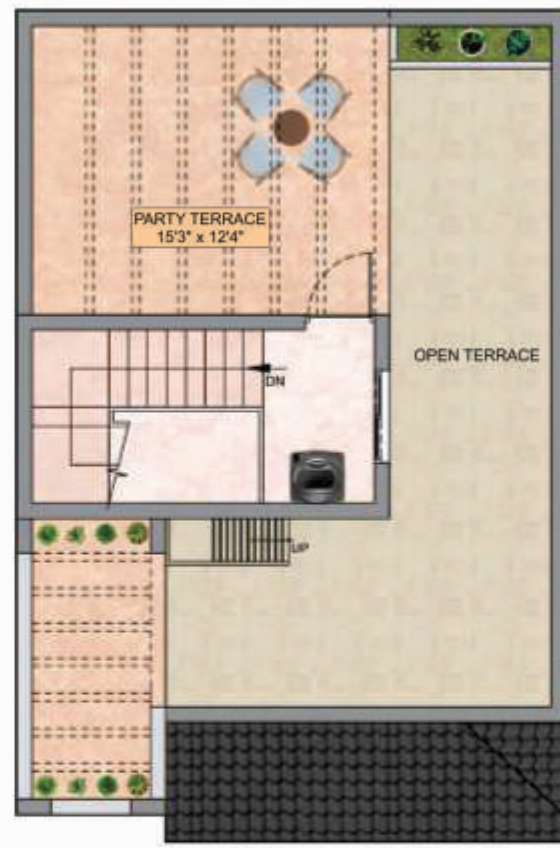 PARTY TERRACE
15'3" x 12'4"
OPEN TERRACE
DN
UP